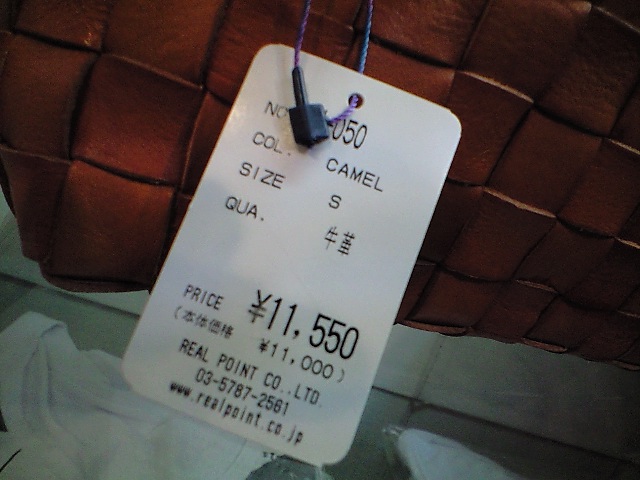 NO 050
COL. CAMEL
SIZE S
QUA. 牛革
PRICE ¥11,550
(本体価格 ¥11,000)
REAL POINT CO.,LTD.
03-5787-2561
www.realpoint.co.jp